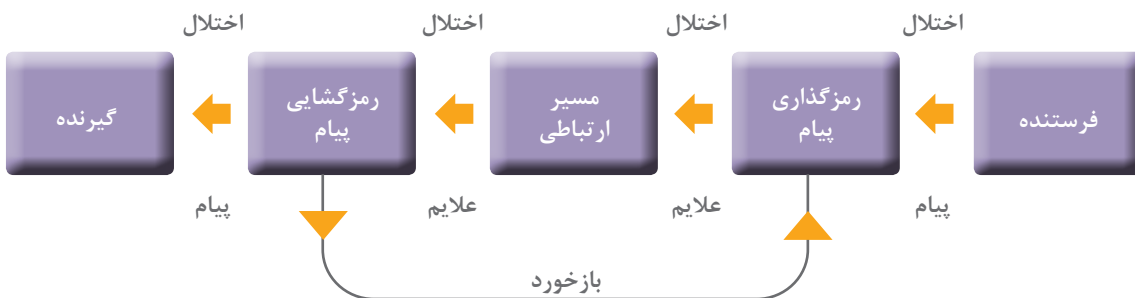 اختلال اختلال اختلال اختلال
فرستنده
رمزگذاری
پیام
مسیر
ارتباطی
رمزگشایی
پیام
گیرنده
پیام علایم علایم پیام
بازخورد